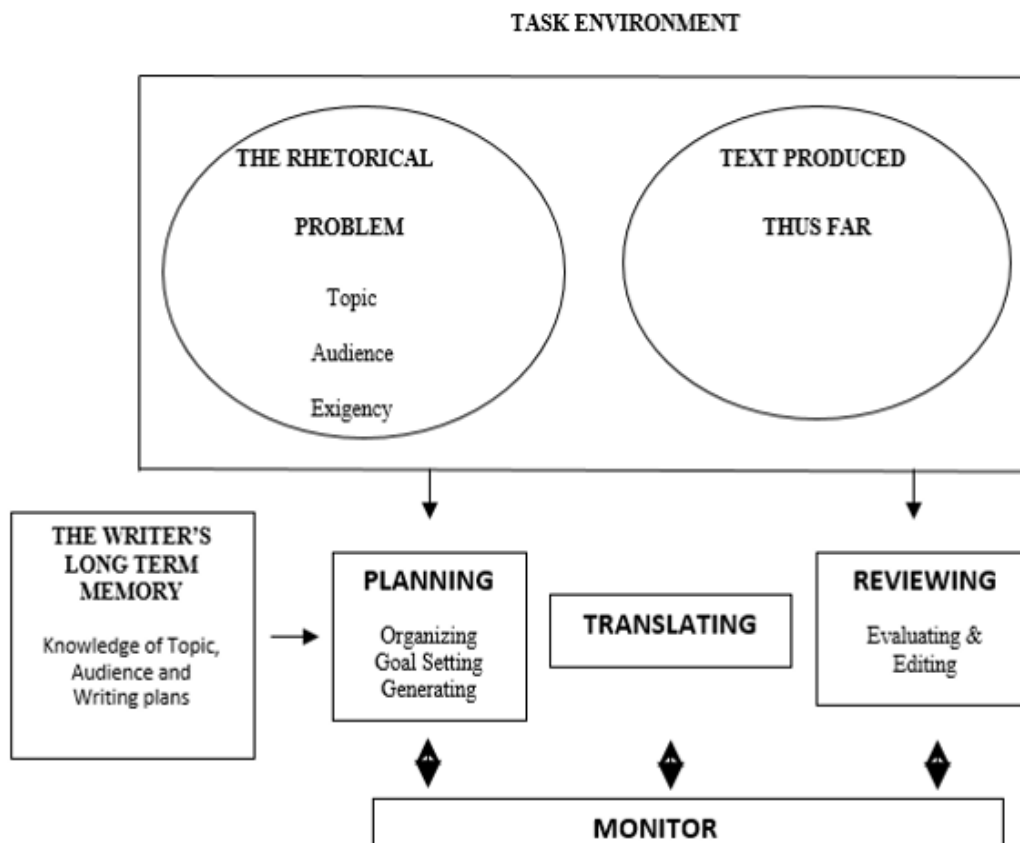 TASK ENVIRONMENT
THE RHETORICAL
PROBLEM
Topic
Audience
Exigency
TEXT PRODUCED
THUS FAR
THE WRITER'S
LONG TERM
MEMORY
Knowledge of Topic,
Audience and
Writing plans
PLANNING
Organizing
Goal Setting
Generating
TRANSLATING
REVIEWING
Evaluating &
Editing
MONITOR